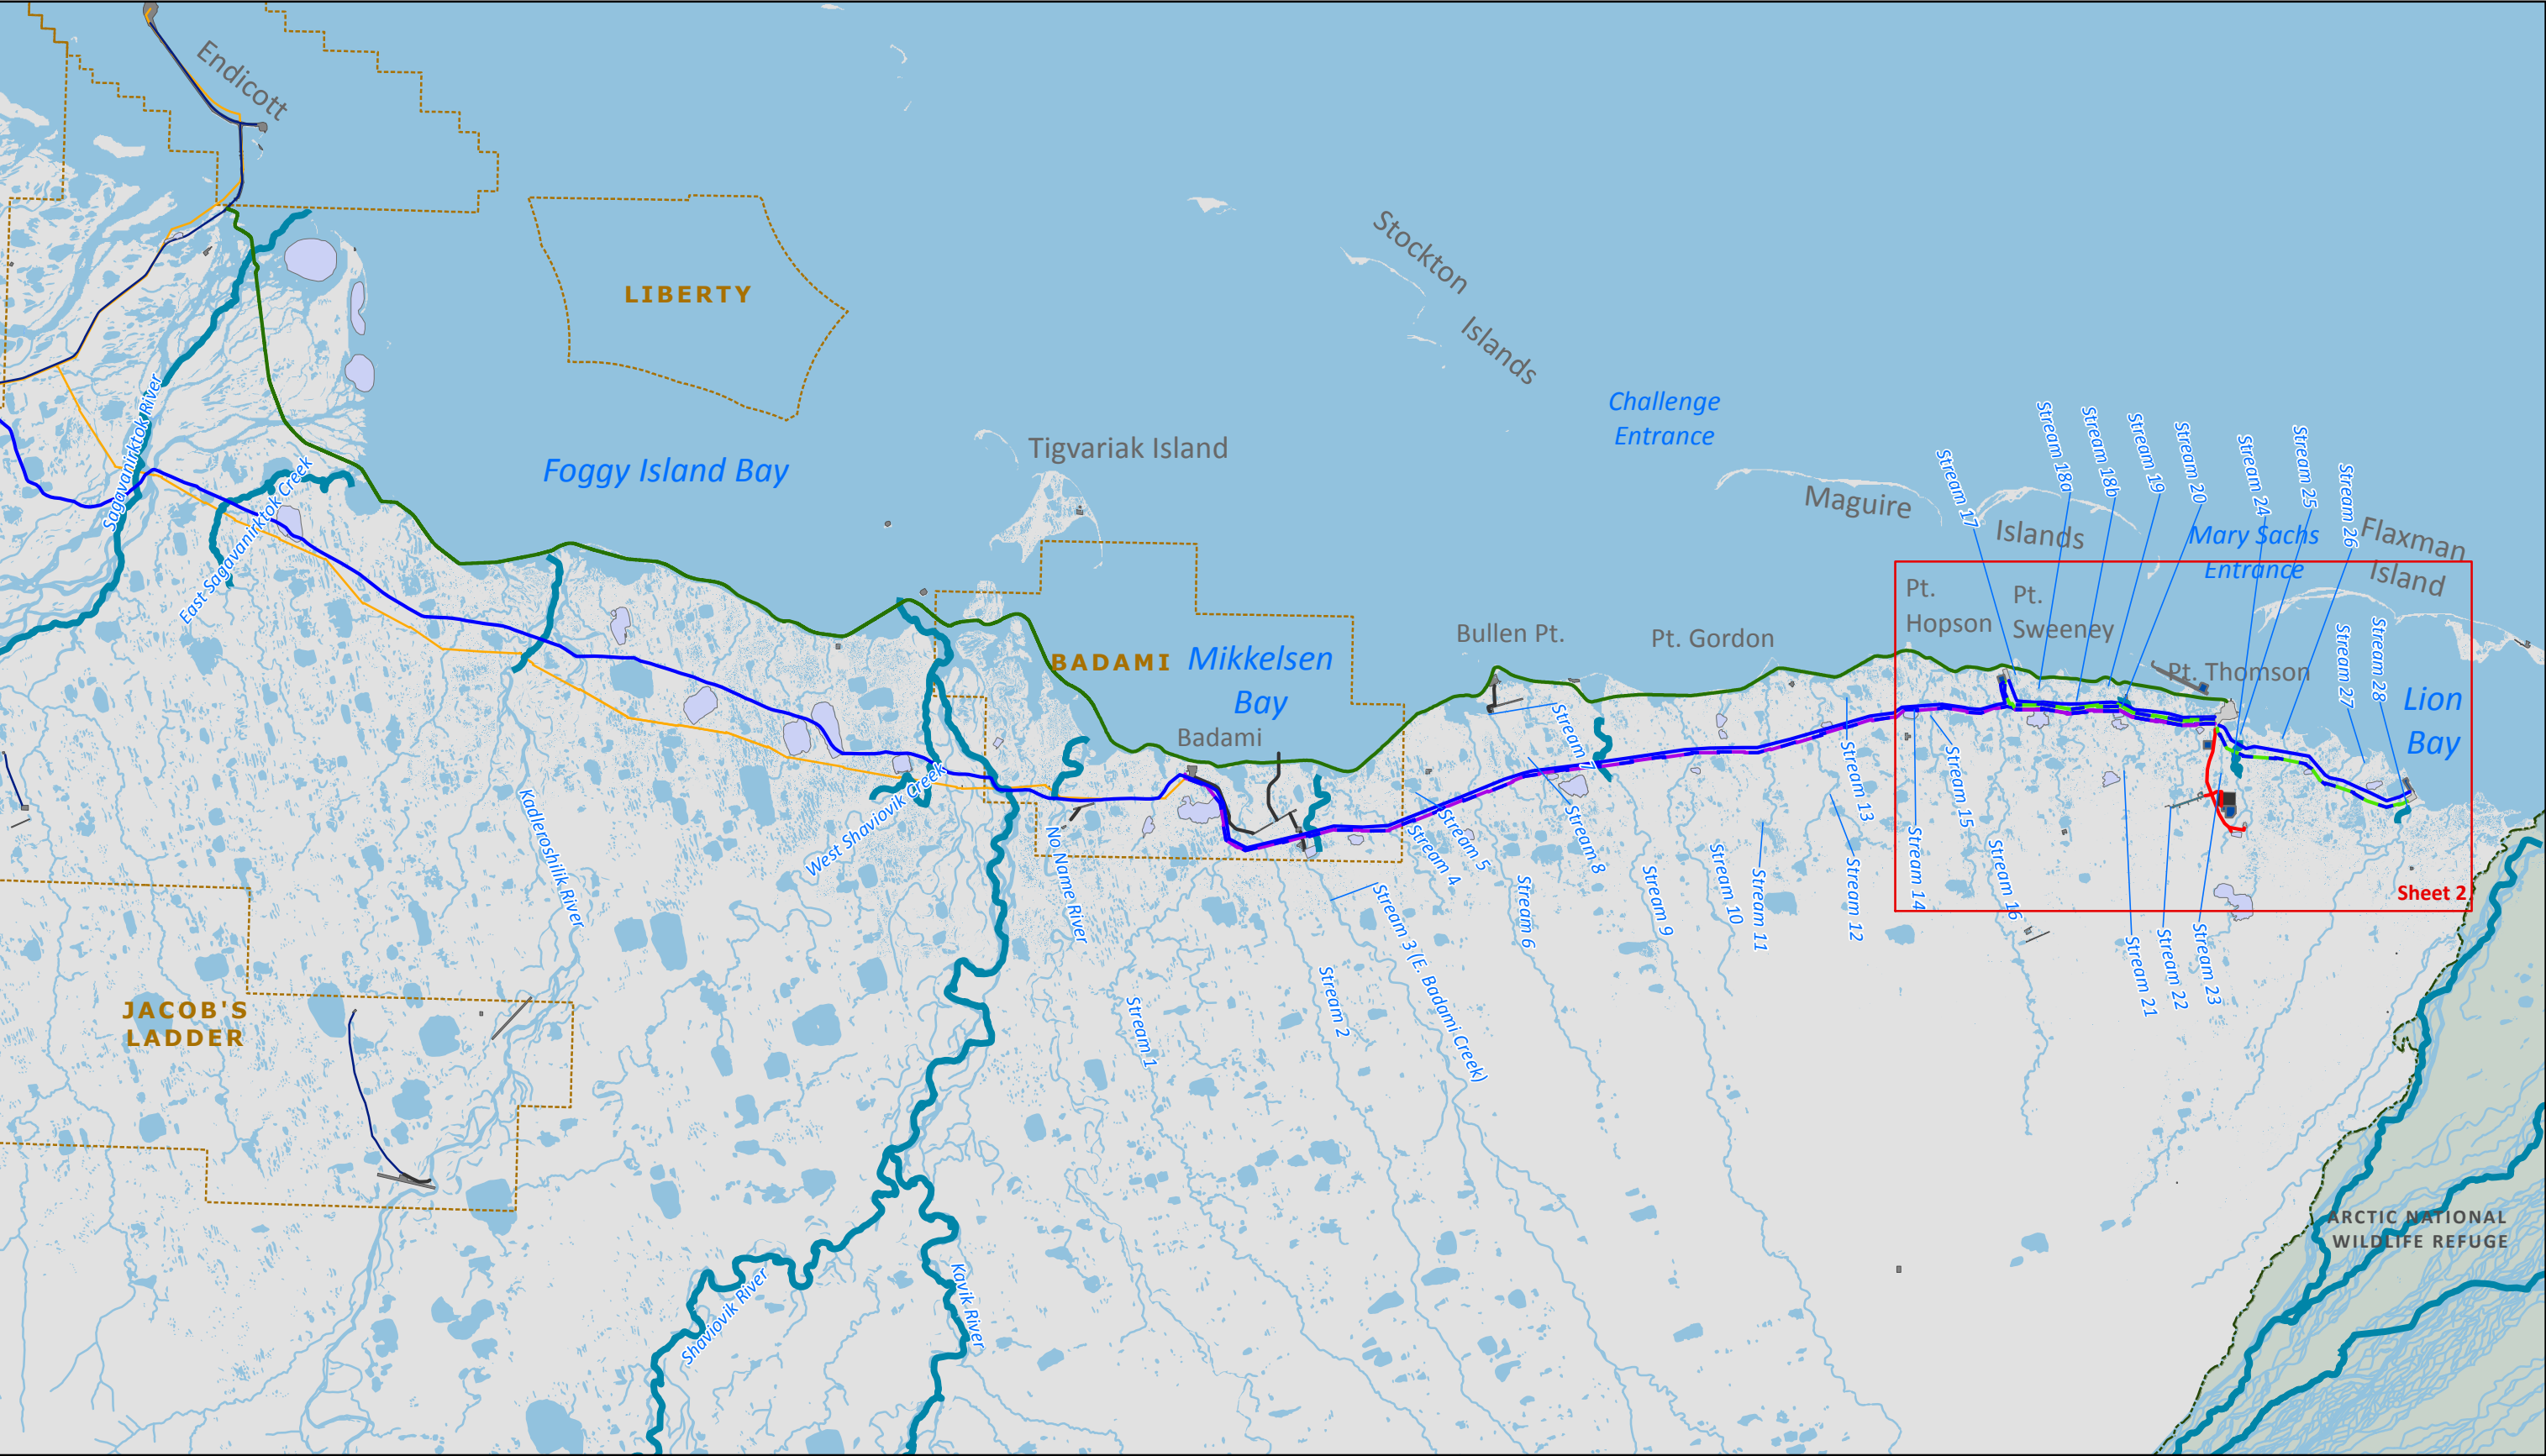 Endicott
LIBERTY
Stockton
Islands
Challenge
Entrance
Foggy Island Bay
Tigvariak Island
Maguire
Islands
Mary Sachs
Entrance
Flaxman
Island
Stream 17
Stream 18a
Stream 18b
Stream 19
Stream 20
Stream 24
Stream 25
Stream 26
Sagavanirktok River
East Sagavanirktok Creek
Pt.
Hopson
Pt.
Sweeney
Bullen Pt.
Pt. Gordon
Pt. Thomson
Stream 27
Stream 28
Lion
Bay
BADAMI
Mikkelsen
Bay
Badami
Kadleroshilik River
West Shaviovik Creek
No Name River
Stream 7
Stream 5
Stream 4
Stream 8
Stream 6
Stream 9
Stream 10
Stream 11
Stream 13
Stream 12
Stream 14
Stream 15
Stream 16
Sheet 2
Stream 21
Stream 22
Stream 23
Stream 1
Stream 2
Stream 3 (E. Badami Creek)
JACOB'S
LADDER
Shaviovik River
Kavik River
ARCTIC NATIONAL
WILDLIFE REFUGE